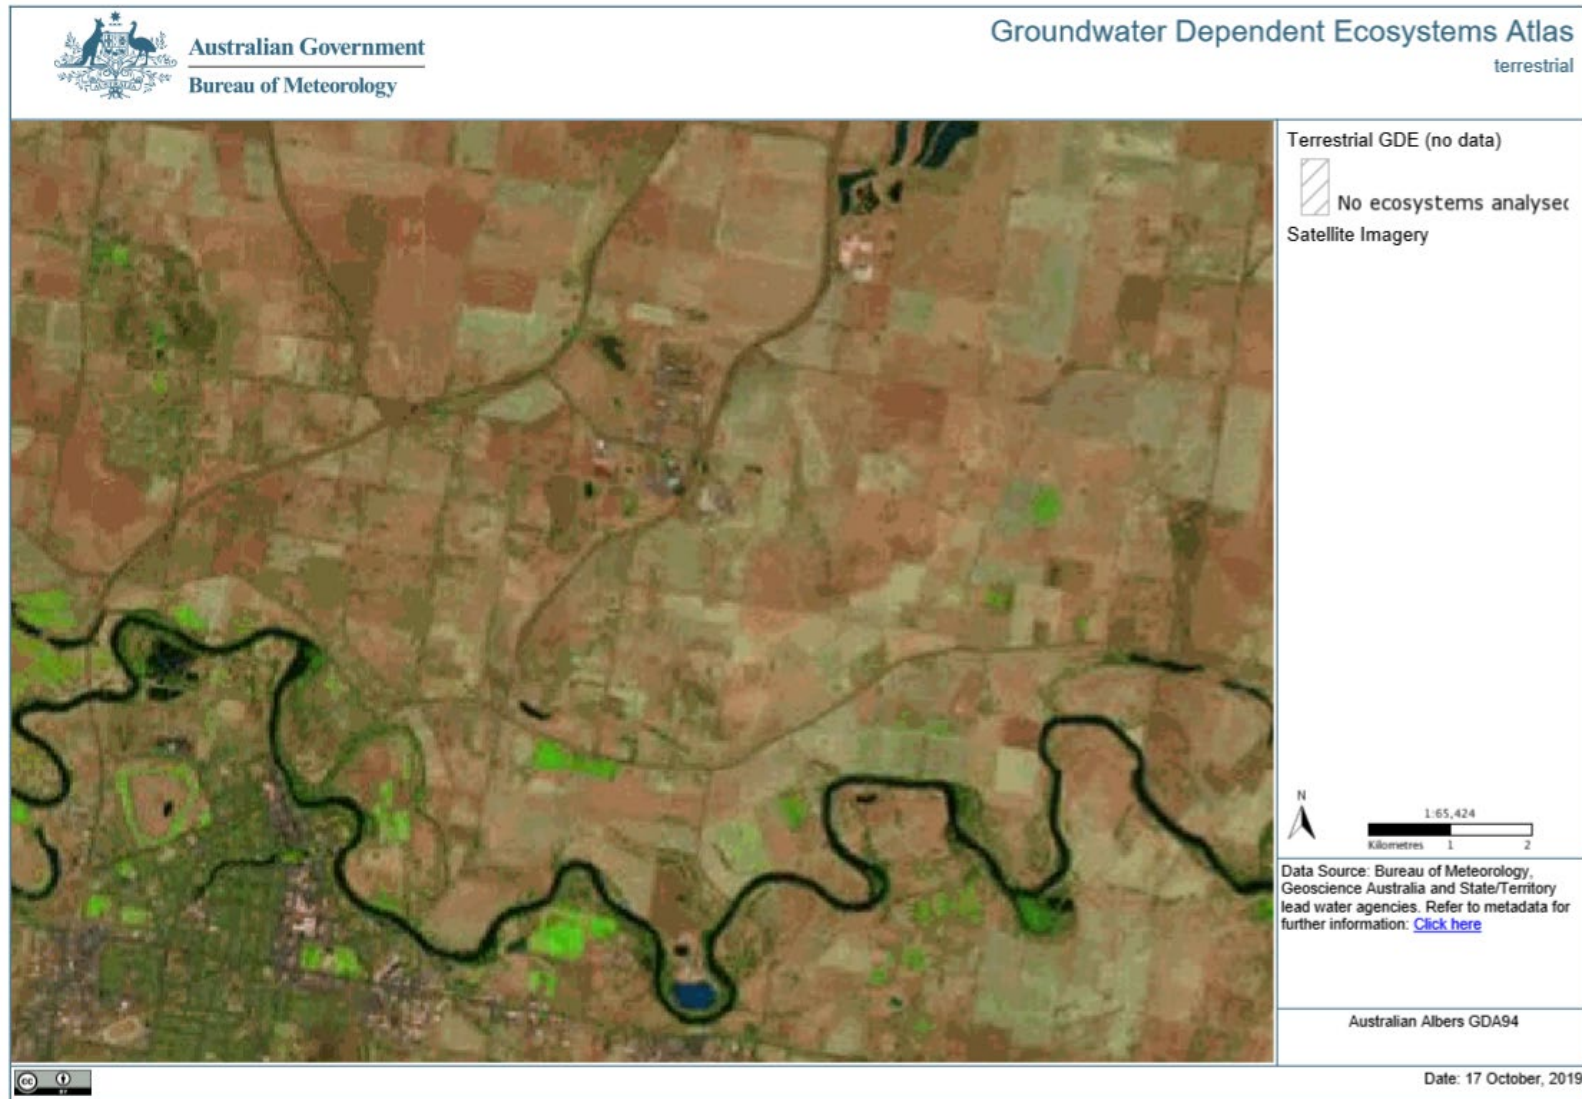 Australian Government
Bureau of Meteorology
Groundwater Dependent Ecosystems Atlas
terrestrial
Terrestrial GDE (no data)
No ecosystems analysed
Satellite Imagery
N
1:65,424
Kilometres 1 2
Data Source: Bureau of Meteorology,
Geoscience Australia and State/Territory
lead water agencies. Refer to metadata for
further information: Click here
Australian Albers GDA94
cc
BY
Date: 17 October, 2019